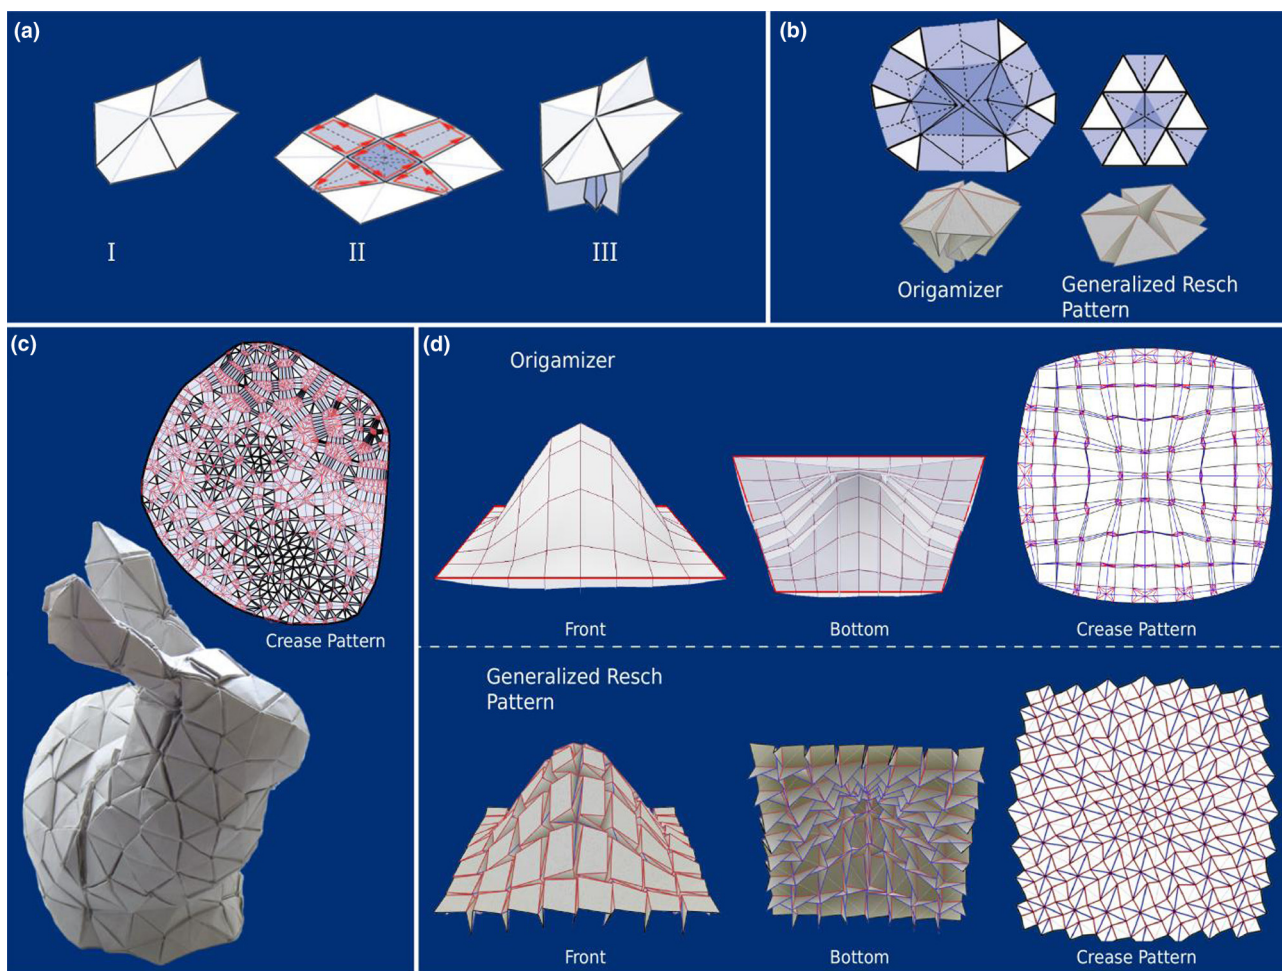 (a)
I
II
III
(b)
Origamizer
Generalized Resch
Pattern
(c)
Crease Pattern
(d)
Origamizer
Front
Bottom
Crease Pattern
Generalized Resch
Pattern
Front
Bottom
Crease Pattern